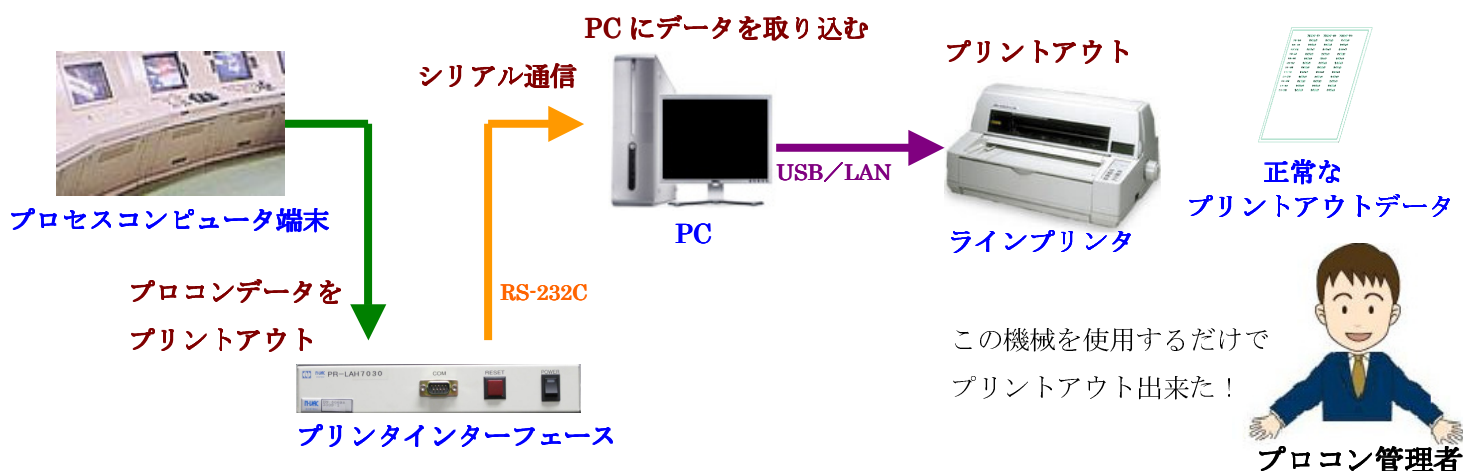 PC にデータを取り込む
プリントアウト
シリアル通信
USB／LAN
正常な
プリントアウトデータ
プロセスコンピュータ端末
PC
ラインプリンタ
プロコンデータを
プリントアウト
RS-232C
この機械を使用するだけで
プリントアウト出来た！
PR-LAH7030
COM
RESET
POWER
プリンタインターフェース
プロコン管理者